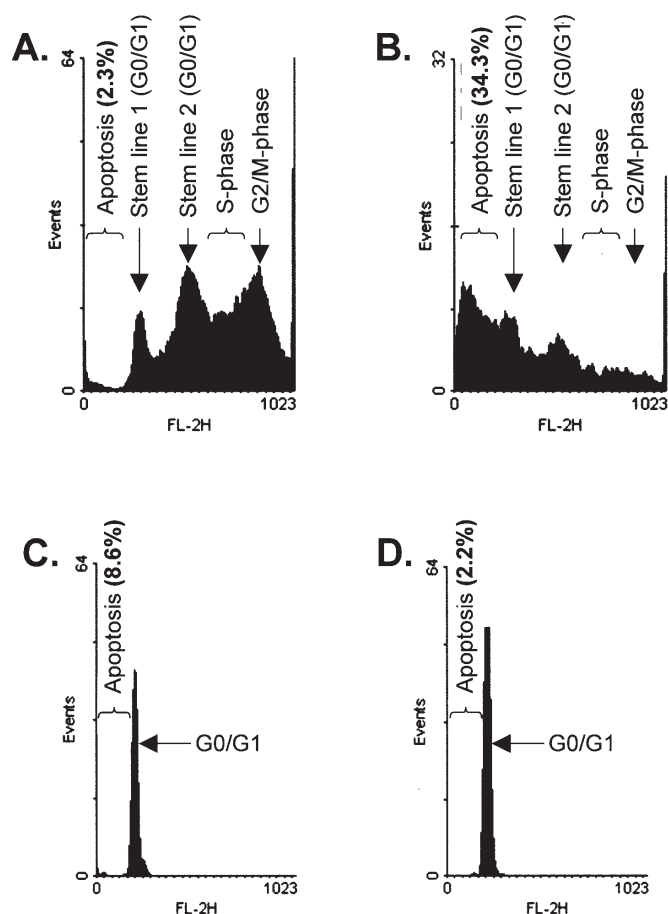 A.
64
Events
0
Apoptosis (2.3%)
Stem line 1 (G0/G1)
Stem line 2 (G0/G1)
S-phase
G2/M-phase
0
1023
FL-2H
B.
32
Events
0
Apoptosis (34.3%)
Stem line 1 (G0/G1)
Stem line 2 (G0/G1)
S-phase
G2/M-phase
0
1023
FL-2H
C.
64
Events
0
Apoptosis (8.6%)
G0/G1
0
1023
FL-2H
D.
64
Events
0
Apoptosis (2.2%)
G0/G1
0
1023
FL-2H